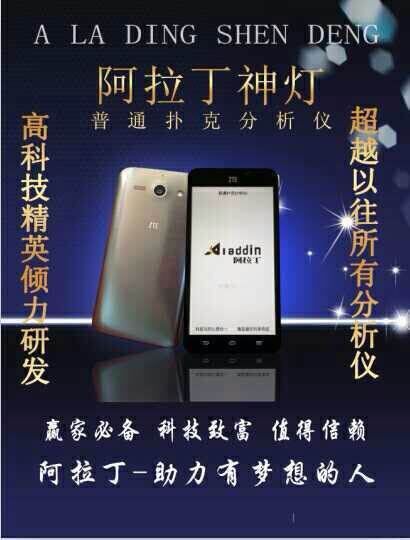 A LA DING SHEN DENG
阿拉丁神灯
普通扑克分析仪
高科技精英倾力研发
超越以往所有分析仪
ZTE
ZTE
Aladdin
阿拉丁
赢家必备 科技致富 值得信赖
阿拉丁-助力有梦想的人